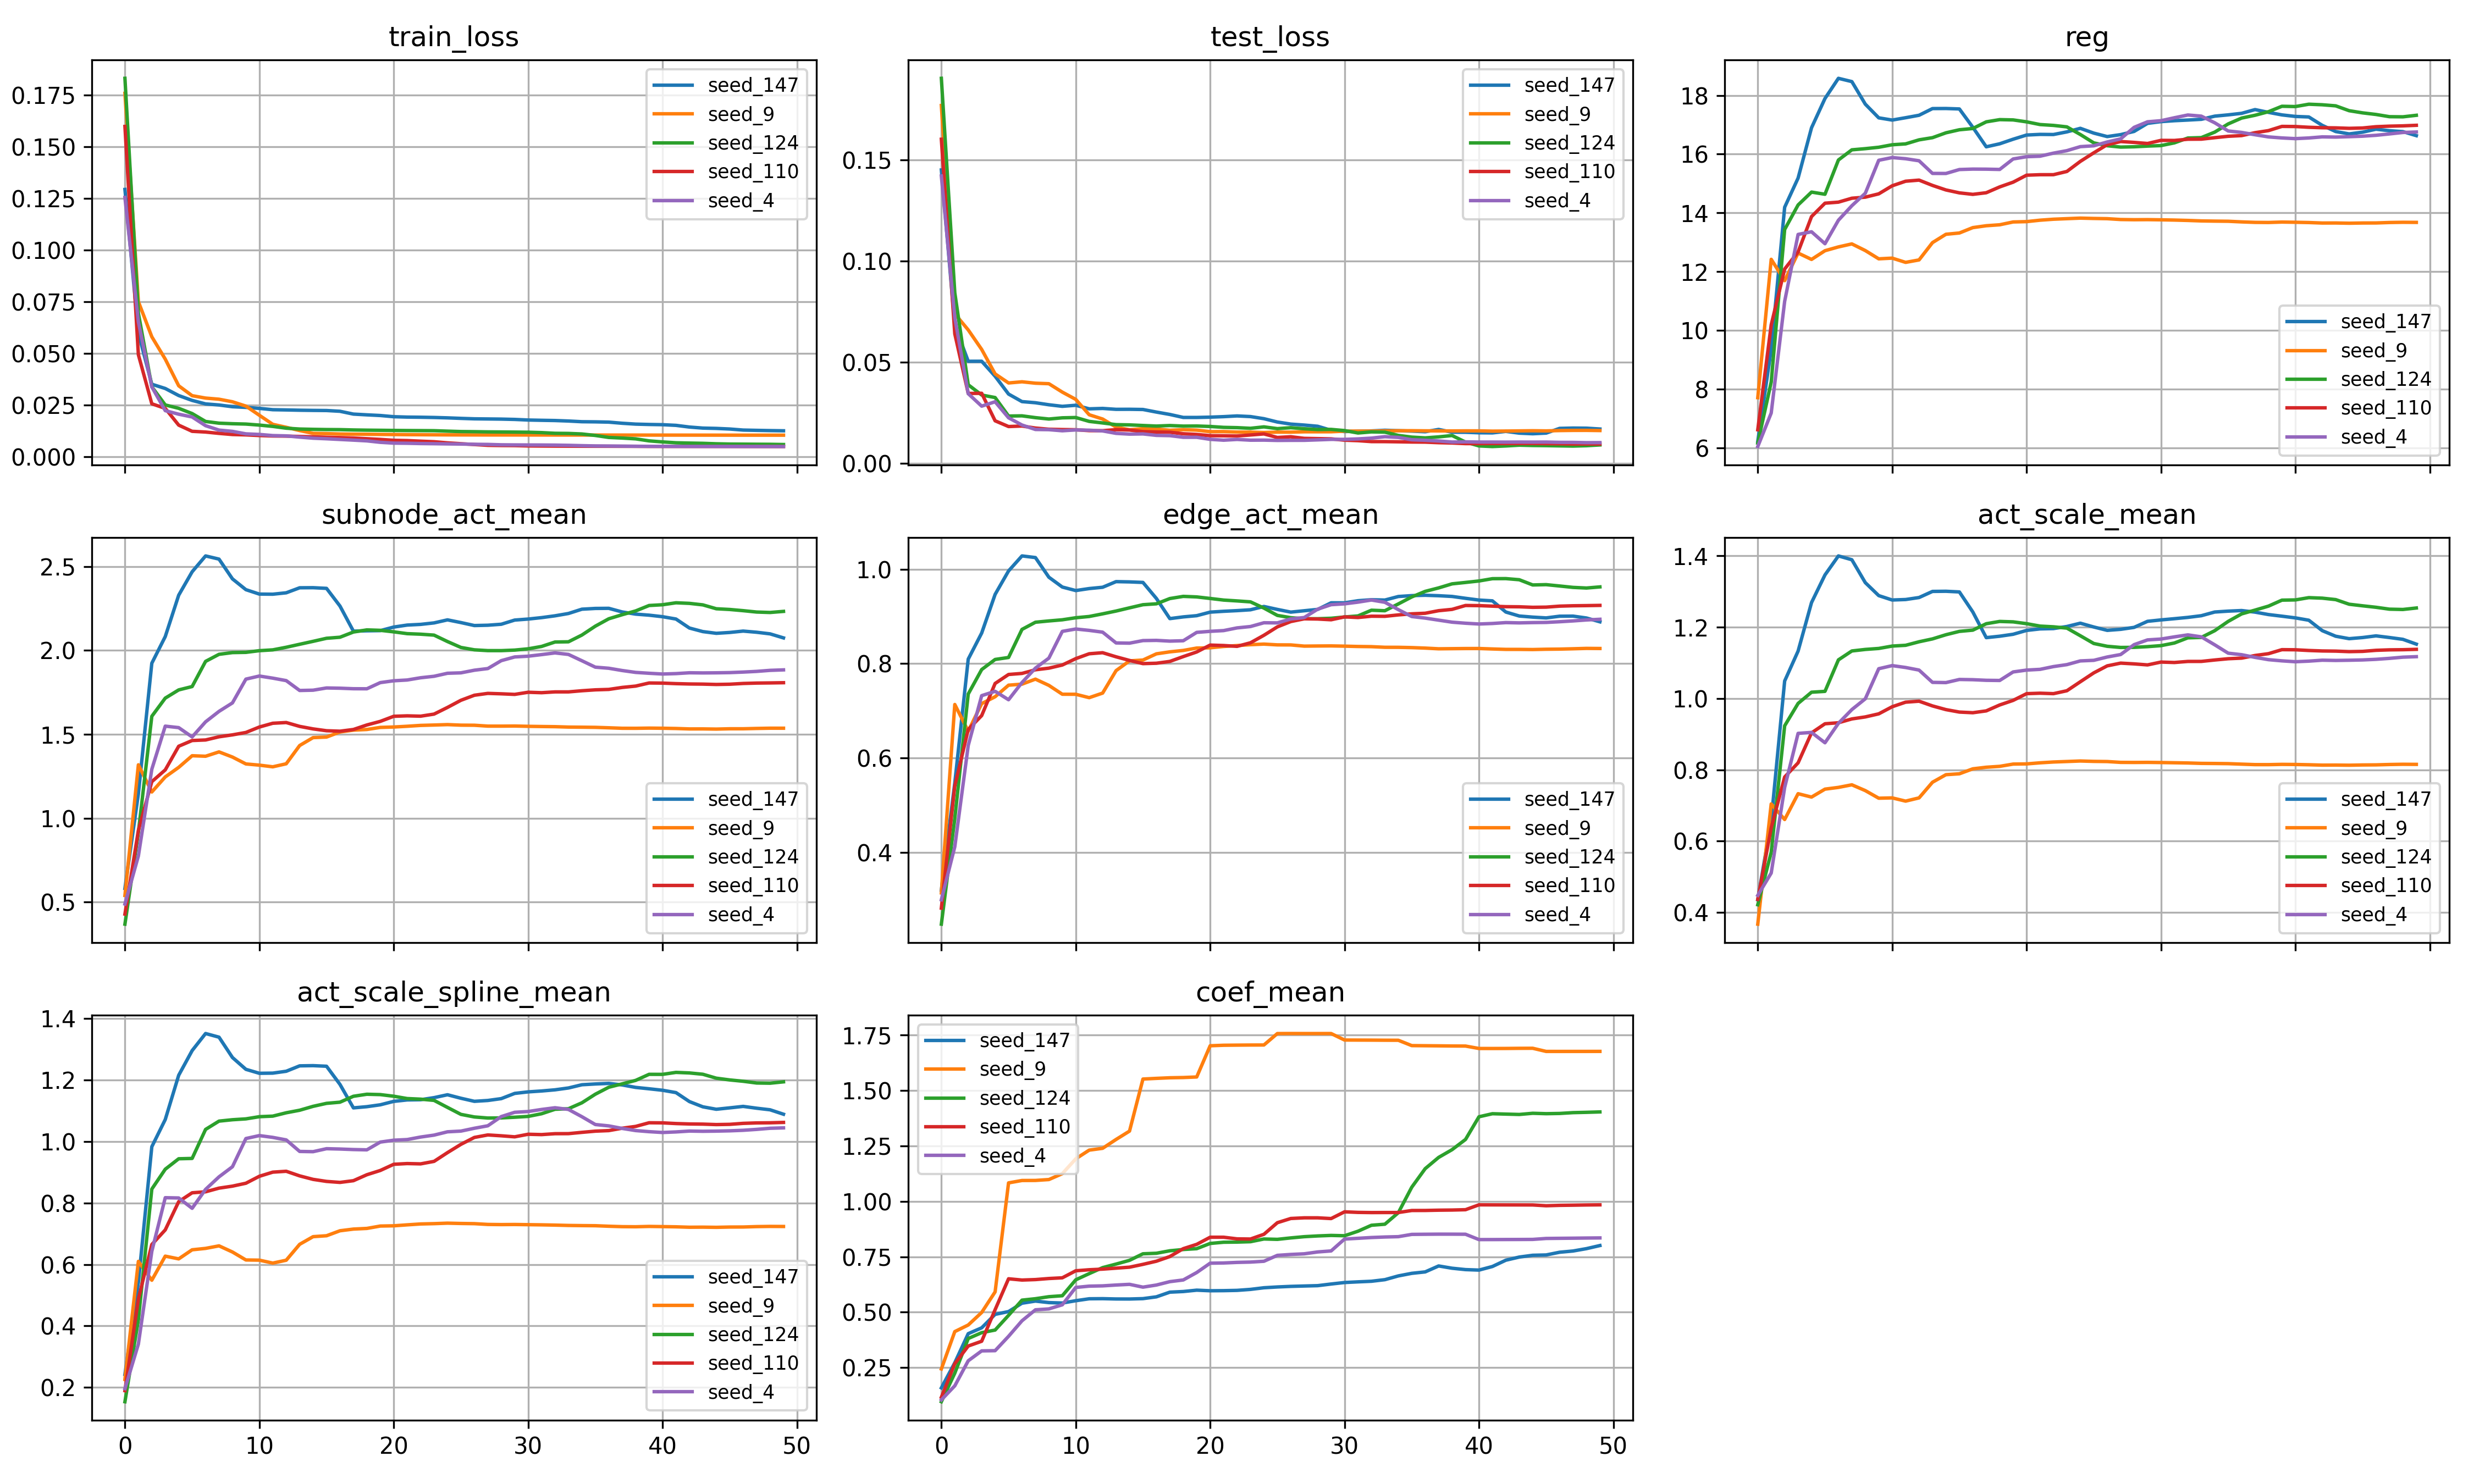 train_loss
0.175
0.150
0.125
0.100
0.075
0.050
0.025
0.000
seed_147
seed_9
seed_124
seed_110
seed_4
test_loss
0.15
0.10
0.05
0.00
seed_147
seed_9
seed_124
seed_110
seed_4
reg
18
16
14
12
10
8
6
seed_147
seed_9
seed_124
seed_110
seed_4
subnode_act_mean
2.5
2.0
1.5
1.0
0.5
seed_147
seed_9
seed_124
seed_110
seed_4
edge_act_mean
1.0
0.8
0.6
0.4
seed_147
seed_9
seed_124
seed_110
seed_4
act_scale_mean
1.4
1.2
1.0
0.8
0.6
0.4
seed_147
seed_9
seed_124
seed_110
seed_4
act_scale_spline_mean
1.4
1.2
1.0
0.8
0.6
0.4
0.2
seed_147
seed_9
seed_124
seed_110
seed_4
0 10 20 30 40 50
coef_mean
1.75
1.50
1.25
1.00
0.75
0.50
0.25
seed_147
seed_9
seed_124
seed_110
seed_4
0 10 20 30 40 50